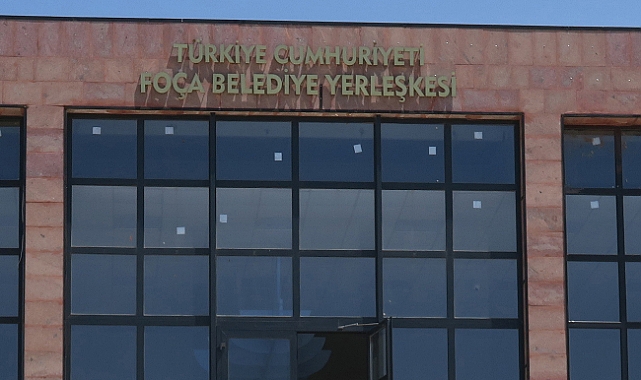 TÜRKİYE CUMHURİYETİ
FOÇA BELEDİYE YERLEŞKESİ